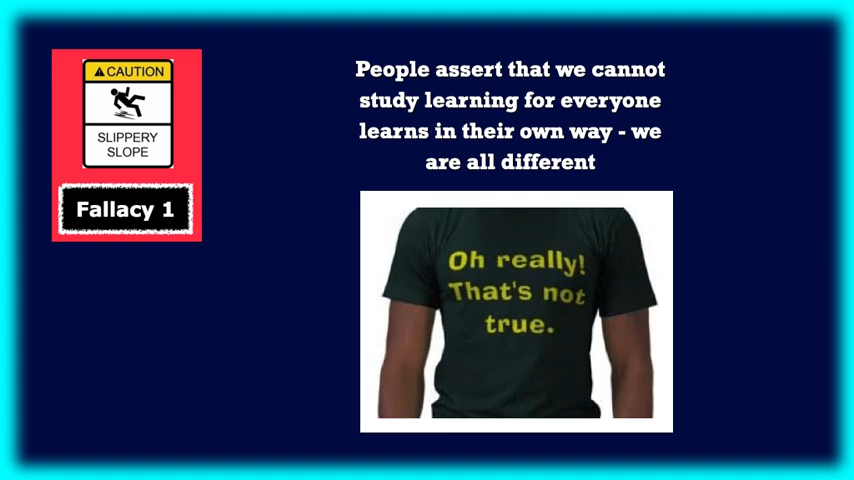 CAUTION
SLIPPERY
SLOPE
Fallacy 1
People assert that we cannot
study learning for everyone
learns in their own way - we
are all different
Oh really!
That's not
true.